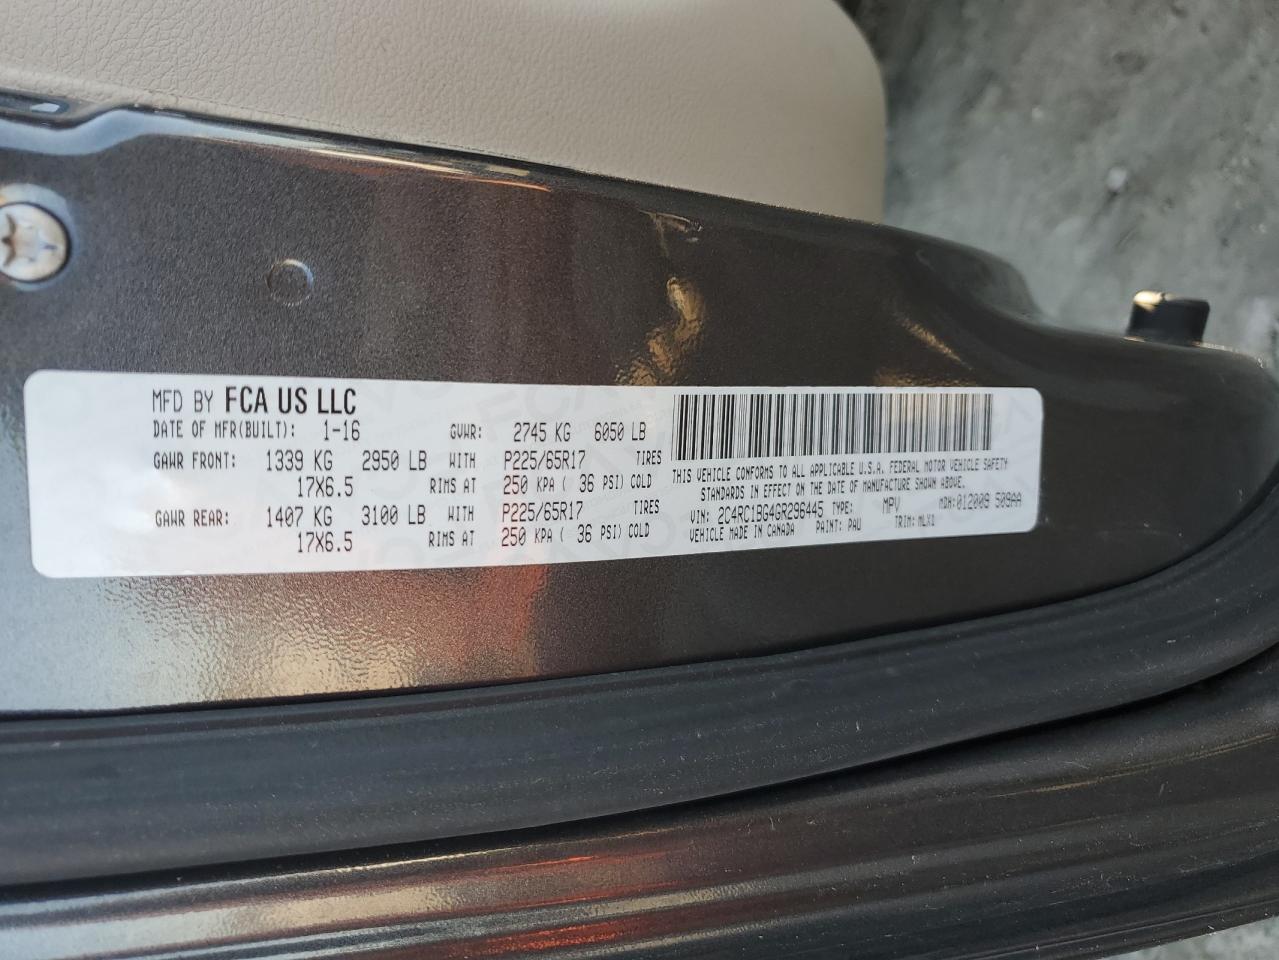 MFD BY FCA US LLC
DATE OF MFR(BUILT): 1-16 GVWR: 2745 KG 6050 LB
GAWR FRONT: 1339 KG 2950 LB WITH P225/65R17 TIRES
17X6.5 RIMS AT 250 KPA ( 36 PSI) COLD
GAWR REAR: 1407 KG 3100 LB WITH P225/65R17 TIRES
17X6.5 RIMS AT 250 KPA ( 36 PSI) COLD
THIS VEHICLE CONFORMS TO ALL APPLICABLE U.S.A. FEDERAL MOTOR VEHICLE SAFETY
STANDARDS IN EFFECT ON THE DATE OF MANUFACTURE SHOWN ABOVE.
VIN: 2C4RC1BG4GR296445 TYPE: MPV MDH: 012009 509AA
VEHICLE MADE IN CANADA PAINT: PAU TRIM: MLX1